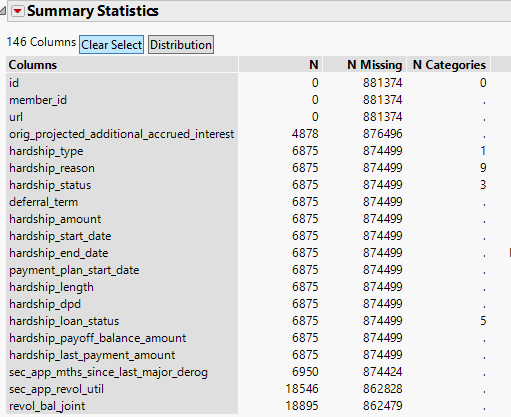 Summary Statistics
146 Columns Clear Select Distribution
Columns N N Missing N Categories
id 0 881374 0
member_id 0 881374 .
url 0 881374 .
orig_projected_additional_accrued_interest 4878 876496 .
hardship_type 6875 874499 1
hardship_reason 6875 874499 9
hardship_status 6875 874499 3
deferral_term 6875 874499 .
hardship_amount 6875 874499 .
hardship_start_date 6875 874499 .
hardship_end_date 6875 874499 .
payment_plan_start_date 6875 874499 .
hardship_length 6875 874499 .
hardship_dpd 6875 874499 .
hardship_loan_status 6875 874499 5
hardship_payoff_balance_amount 6875 874499 .
hardship_last_payment_amount 6875 874499 .
sec_app_mths_since_last_major_derog 6950 874424 .
sec_app_revol_util 18546 862828 .
revol_bal_joint 18895 862479 .